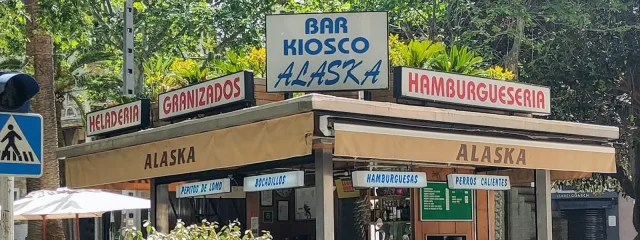 BAR
KIOSCO
ALASKA
HELADERIA
GRANIZADOS
HAMBURGUESERIA
ALASKA
ALASKA
PEPITOS DE LOMO
BOCADILLOS
HAMBURGUESAS
PERROS CALIENTES